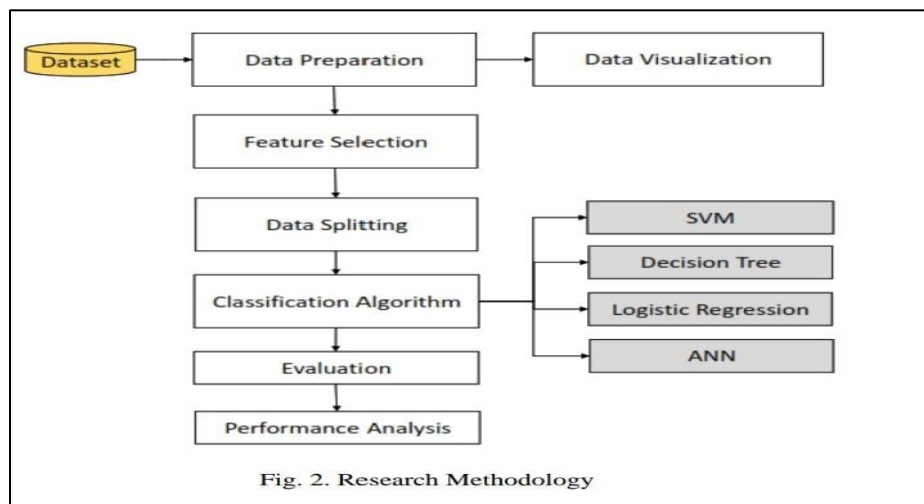 Dataset
Data Preparation
Data Visualization
Feature Selection
Data Splitting
SVM
Decision Tree
Classification Algorithm
Logistic Regression
ANN
Evaluation
Performance Analysis
Fig. 2. Research Methodology